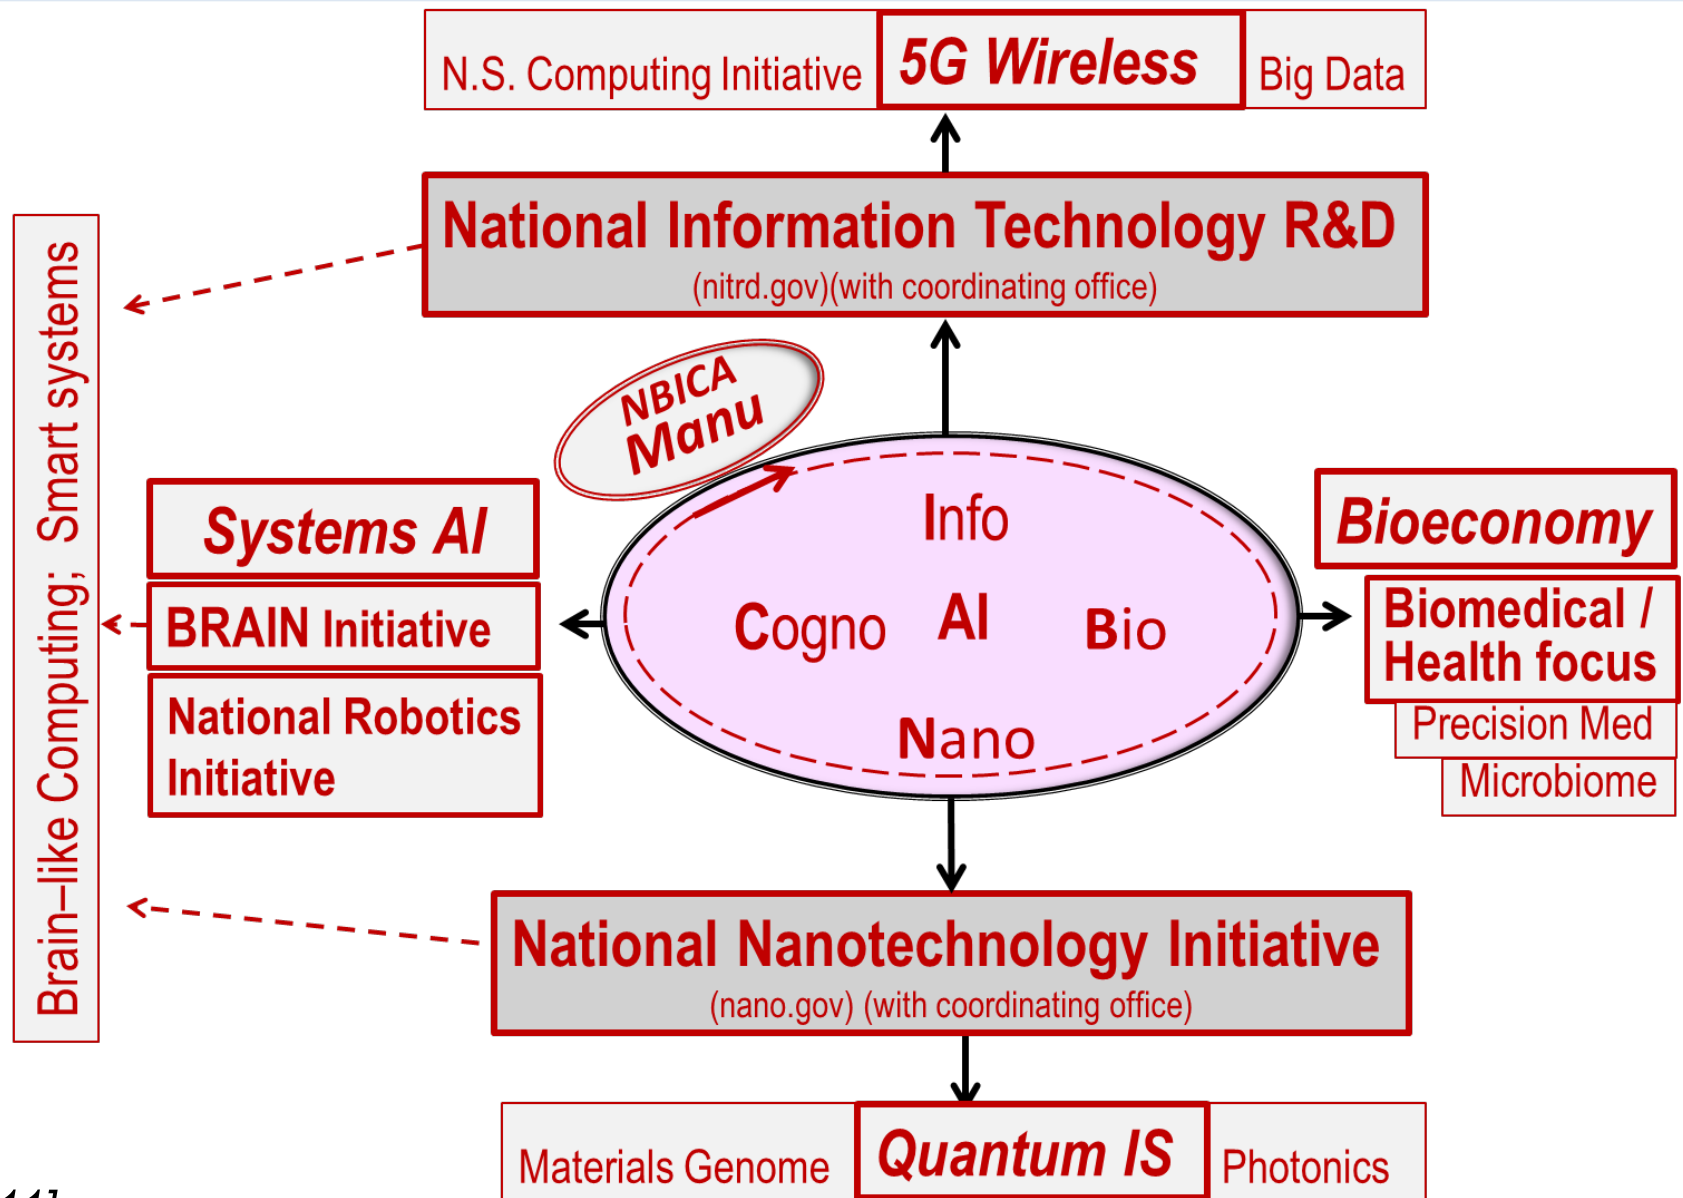 N.S. Computing Initiative
5G Wireless
Big Data
National Information Technology R&D
(nitrd.gov)(with coordinating office)
Brain–like Computing; Smart systems
NBICA
Manu
Systems AI
BRAIN Initiative
National Robotics
Initiative
Info
Cogno
AI
Bio
Nano
Bioeconomy
Biomedical /
Health focus
Precision Med
Microbiome
National Nanotechnology Initiative
(nano.gov) (with coordinating office)
Materials Genome
Quantum IS
Photonics